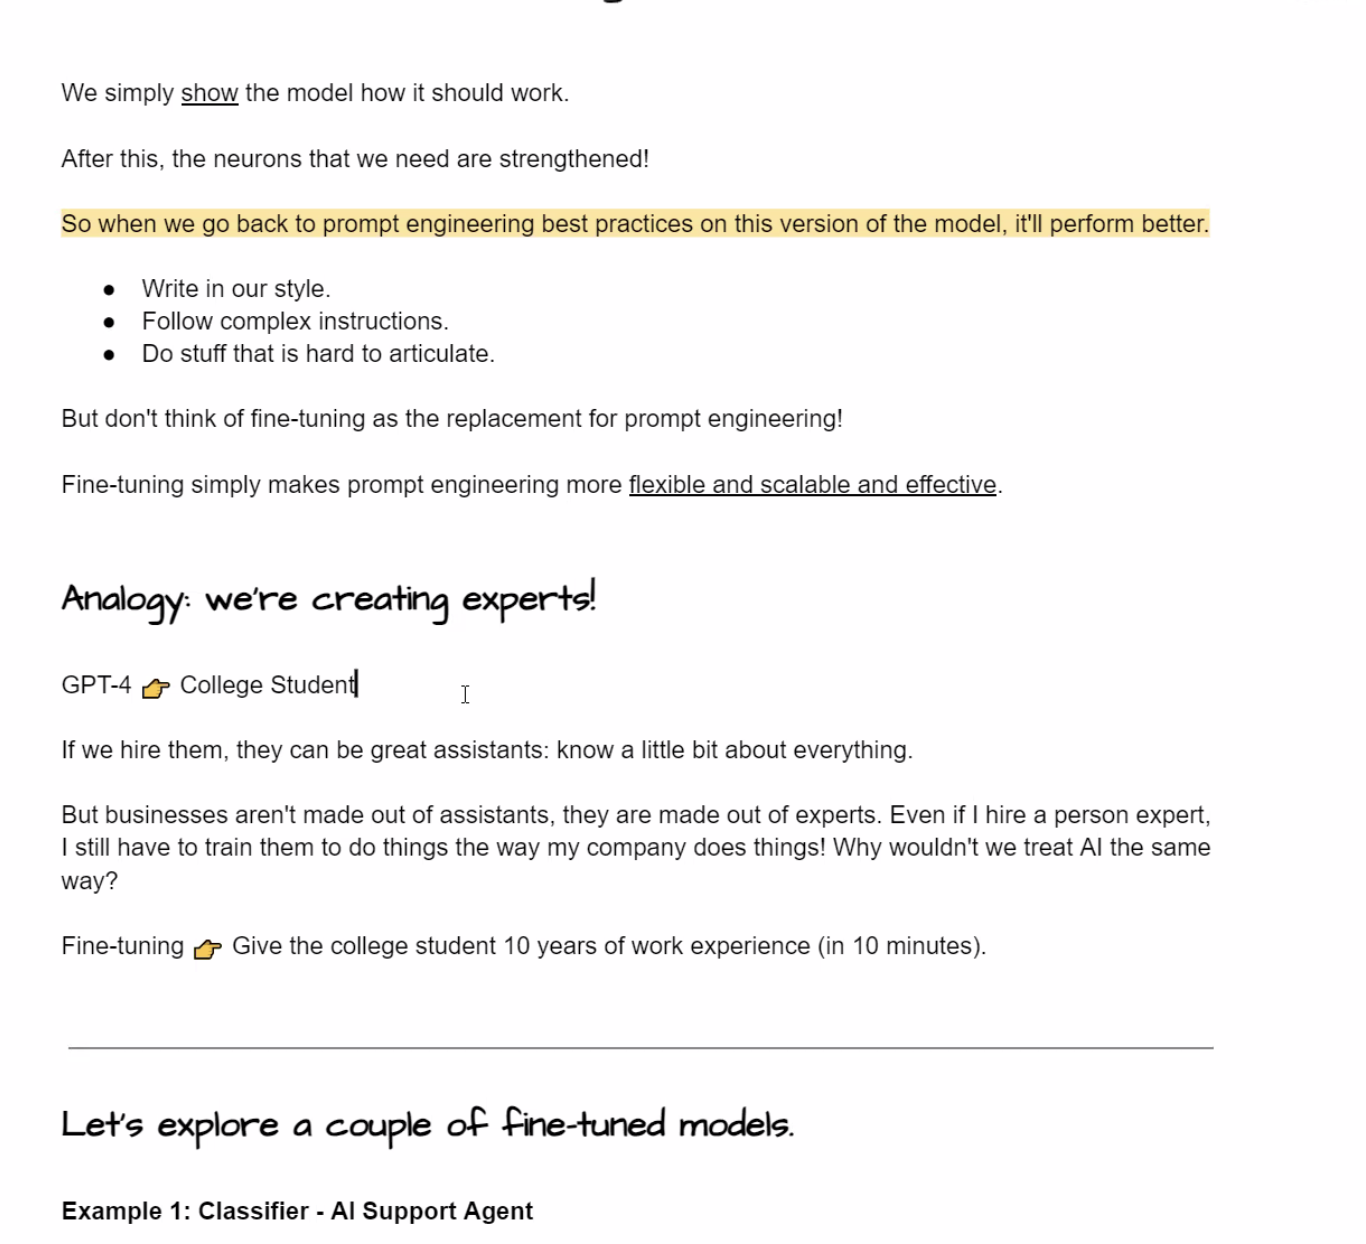 We simply show the model how it should work.
After this, the neurons that we need are strengthened!
So when we go back to prompt engineering best practices on this version of the model, it'll perform better.
● Write in our style.
● Follow complex instructions.
● Do stuff that is hard to articulate.
But don't think of fine-tuning as the replacement for prompt engineering!
Fine-tuning simply makes prompt engineering more flexible and scalable and effective.
Analogy: we're creating experts!
GPT-4 👉 College Student
If we hire them, they can be great assistants: know a little bit about everything.
But businesses aren't made out of assistants, they are made out of experts. Even if I hire a person expert,
I still have to train them to do things the way my company does things! Why wouldn't we treat AI the same
way?
Fine-tuning 👉 Give the college student 10 years of work experience (in 10 minutes).
Let's explore a couple of fine-tuned models.
Example 1: Classifier - AI Support Agent